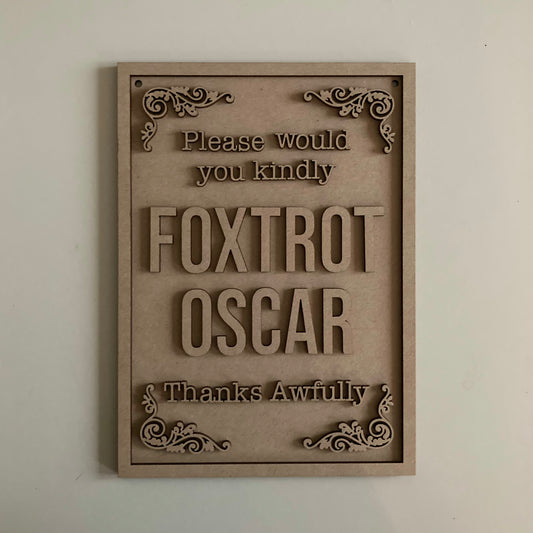 Please would
you kindly
FOXTROT
OSCAR
Thanks Awfully